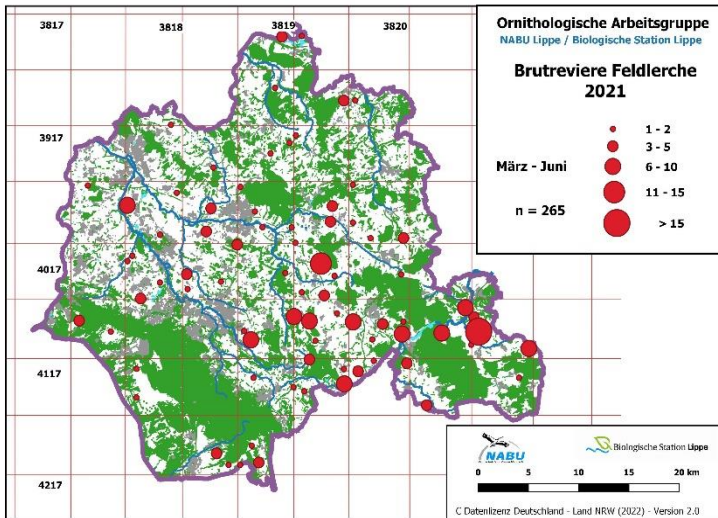 3817
3818
3819
3820
3917
4017
4117
4217
Ornithologische Arbeitsgruppe
NABU Lippe / Biologische Station Lippe
Brutreviere Feldlerche
2021
März - Juni
n = 265
1 - 2
3 - 5
6 - 10
11 - 15
> 15
NABU
Biologische Station Lippe
0 5 10 15 20 km
C Datenlizenz Deutschland - Land NRW (2022) - Version 2.0